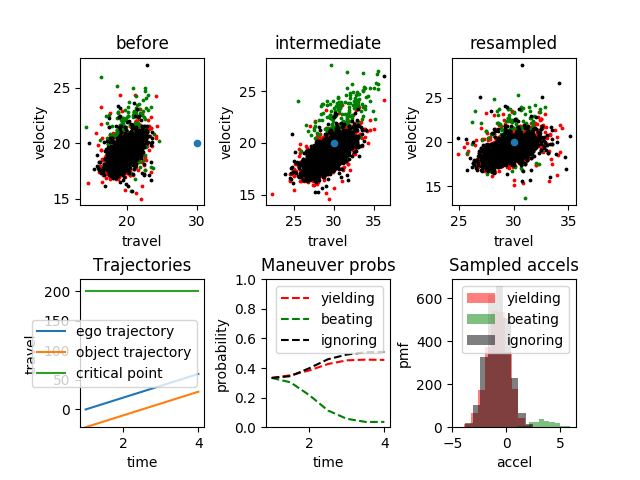 before
intermediate
resampled
velocity
15
20
25
20
30
travel
velocity
15
20
25
25
30
35
travel
velocity
15
20
25
25
30
35
travel
Trajectories
travel
0
50
100
150
200
2
4
time
ego trajectory
object trajectory
critical point
Maneuver probs
probability
0.0
0.2
0.4
0.6
0.8
1.0
2
4
time
yielding
beating
ignoring
Sampled accels
pmf
0
200
400
600
−5
0
5
accel
yielding
beating
ignoring